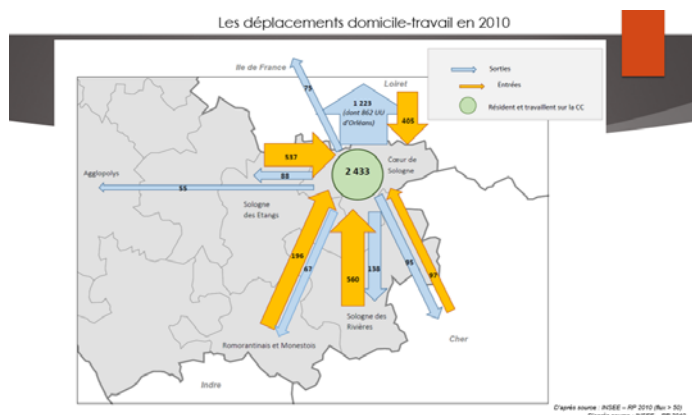 Les déplacements domicile-travail en 2010
Ile de France
Loiret
Sorties
Entrées
Résident et travaillent sur la CC
75
1 223
(dont 862 UU
d'Orléans)
405
537
88
2 433
Cœur de
Sologne
Agglopolys
55
Sologne
des Etangs
196
67
560
138
95
97
Sologne des
Rivières
Romorantinais et Monestois
Cher
Indre
D'après source : INSEE – RP 2010 (flux > 50)